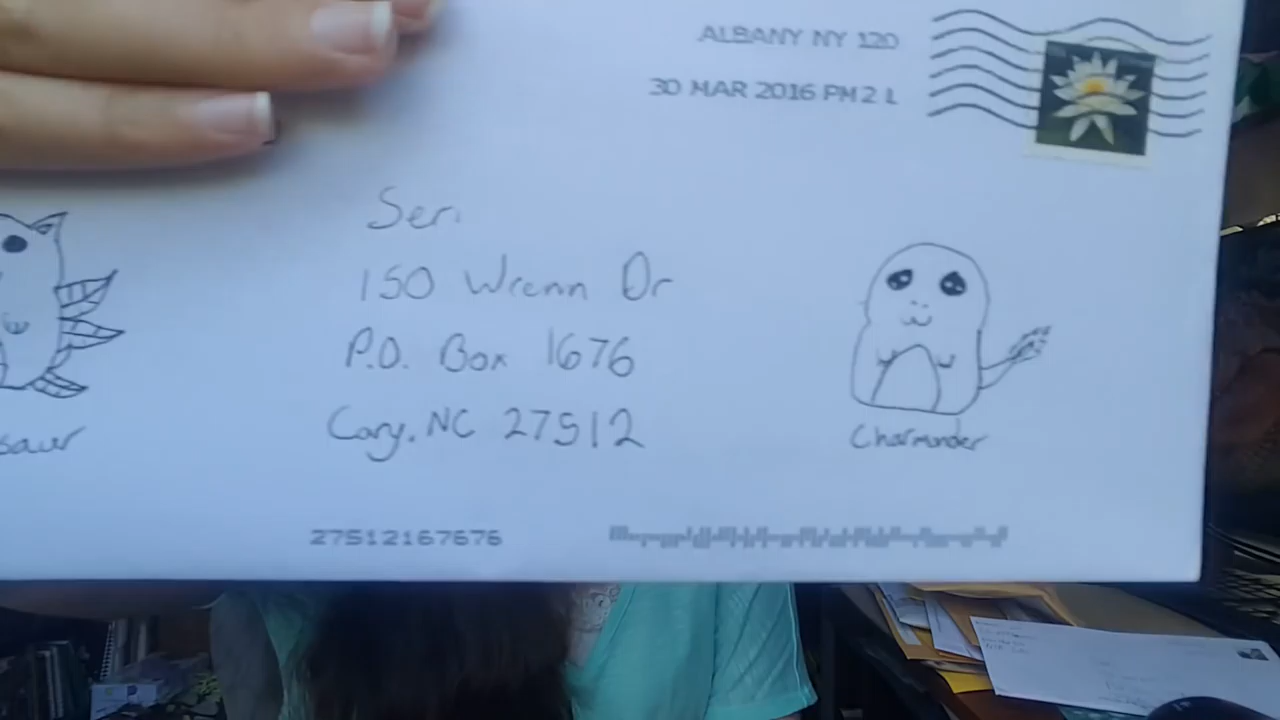 ALBANY NY 120
30 MAR 2016 PM 2 L
Seri
150 Wrenn Dr
P.O. Box 1676
Cary, NC 27512
saur
Charmander
27512167676